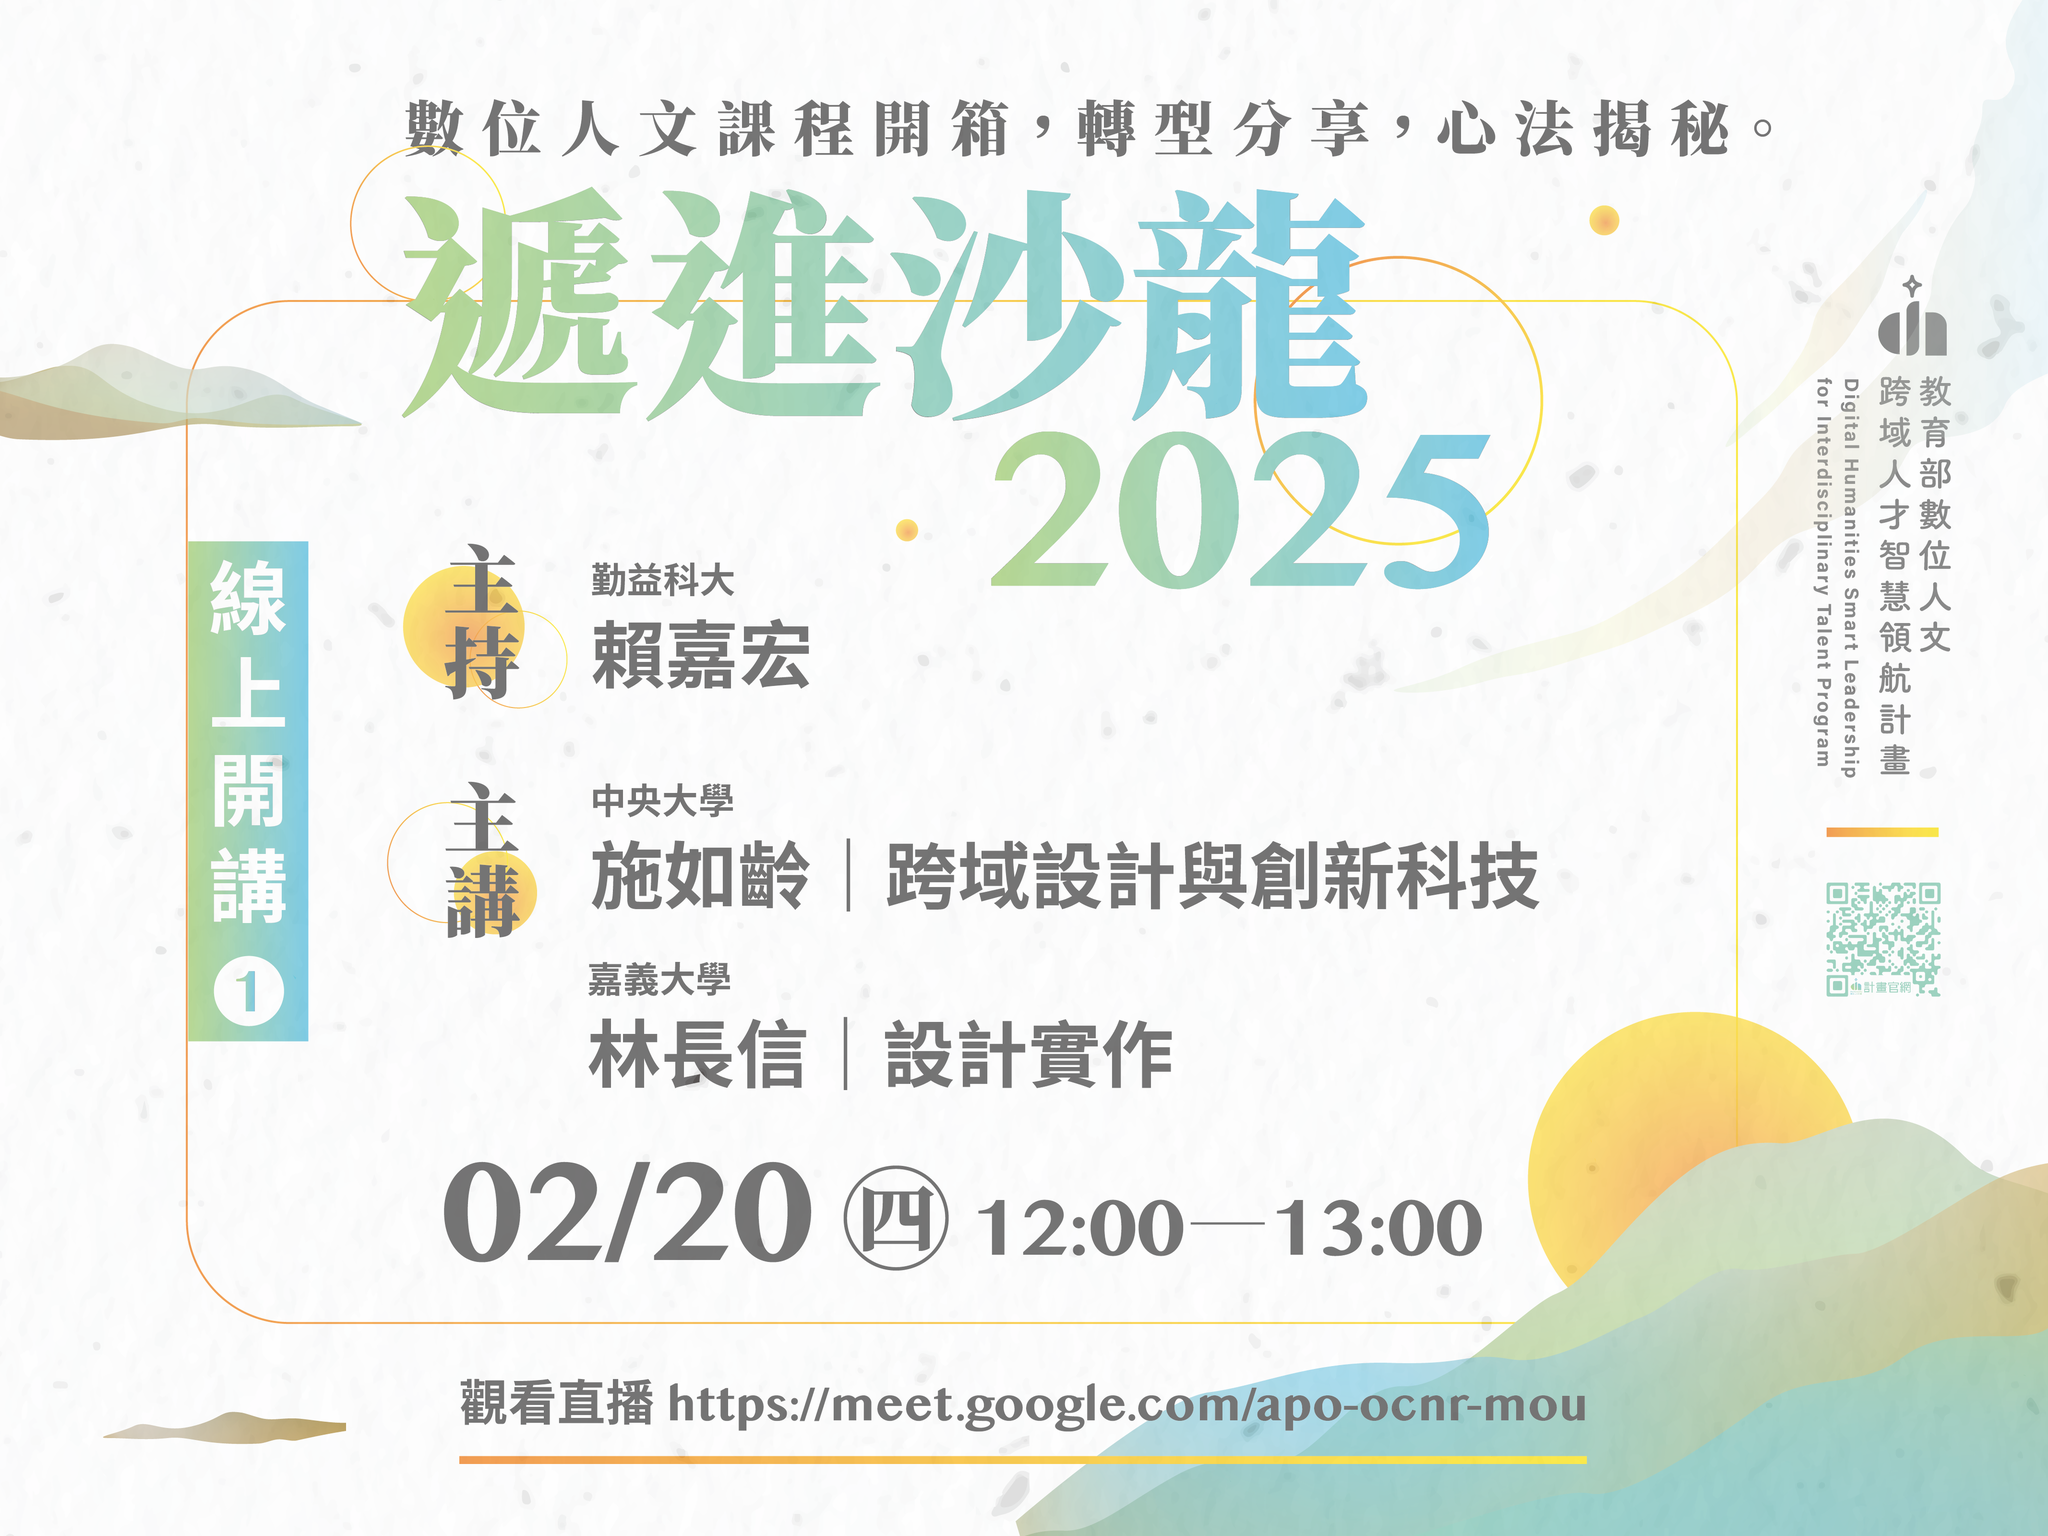 數位人文課程開箱，轉型分享，心法揭秘。
遞進沙龍
2025
線上開講 1
主持
勤益科大
賴嘉宏
主講
中央大學
施如齡｜跨域設計與創新科技
嘉義大學
林長信｜設計實作
02/20 四 12:00—13:00
觀看直播 https://meet.google.com/apo-ocnr-mou
教育部數位人文
跨域人才智慧領航計畫
Digital Humanities Smart Leadership
for Interdisciplinary Talent Program
計畫官網